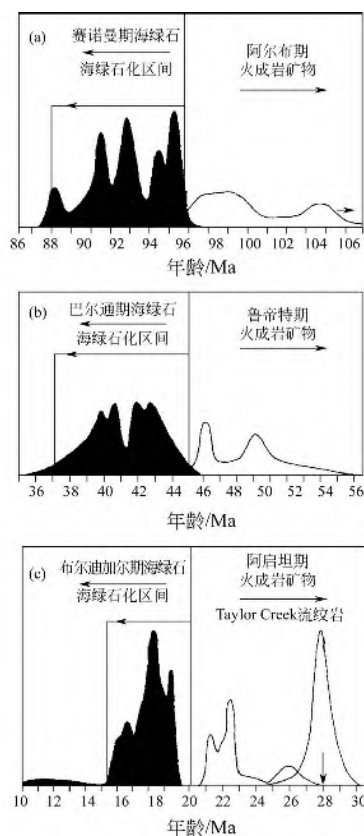 (a)
赛诺曼期海绿石
海绿石化区间
阿尔布期
火成岩矿物
86 88 90 92 94 96 98 100 102 104 106
年龄/Ma
(b)
巴尔通期海绿石
海绿石化区间
鲁帝特期
火成岩矿物
36 38 40 42 44 46 48 50 52 54 56
年龄/Ma
(c)
布尔迪加尔期海绿石
海绿石化区间
阿启坦期
火成岩矿物
Taylor Creek流纹岩
10 12 14 16 18 20 22 24 26 28 30
年龄/Ma